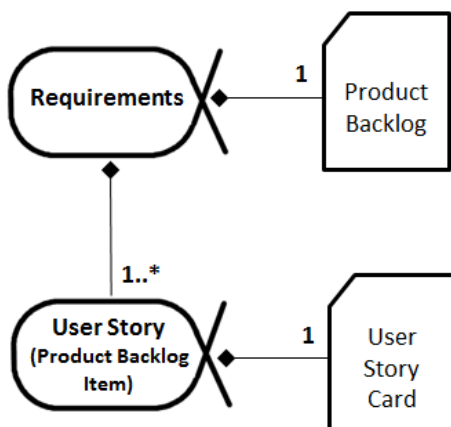 Requirements
1
Product
Backlog
1..*
User Story
(Product Backlog
Item)
1
User
Story
Card